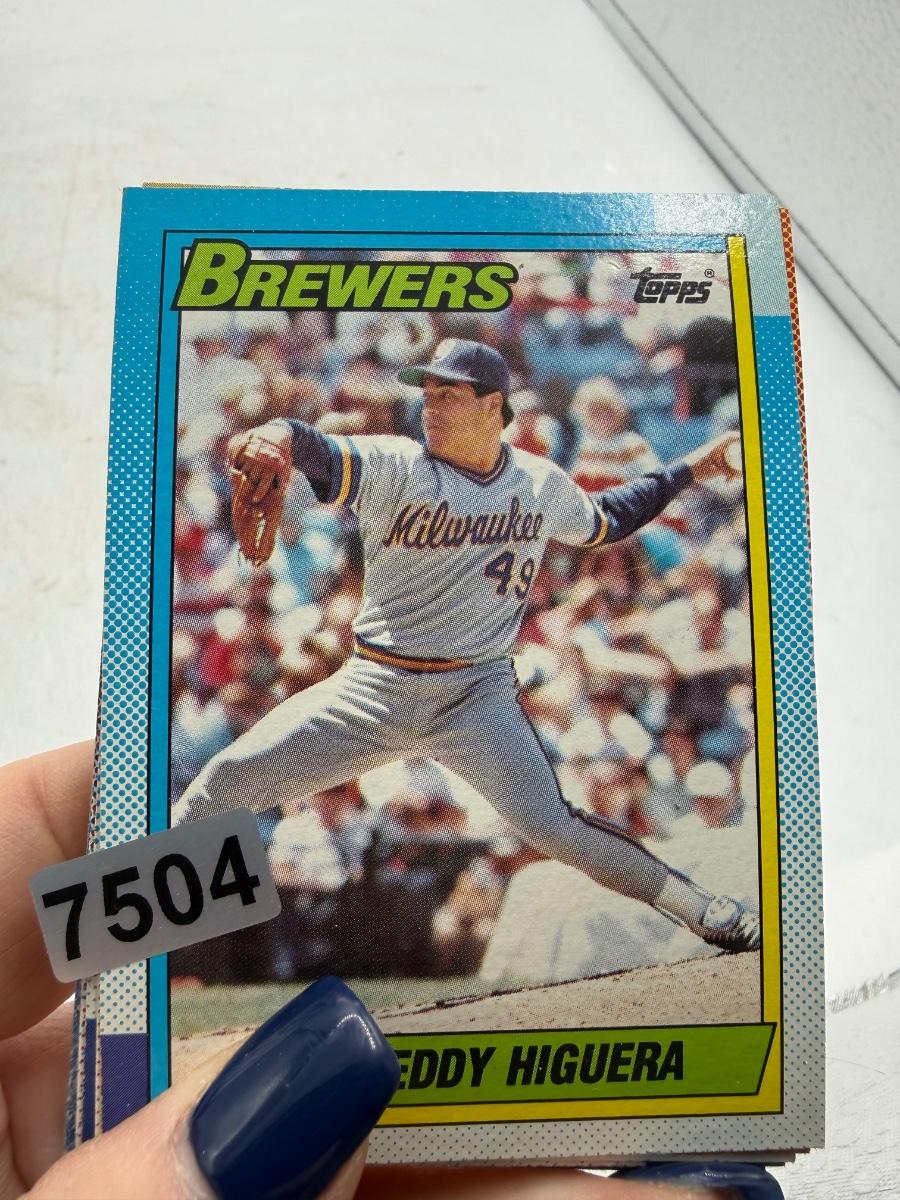 BREWERS
TOPPS®
Milwaukee
49
7504
EDDY HIGUERA